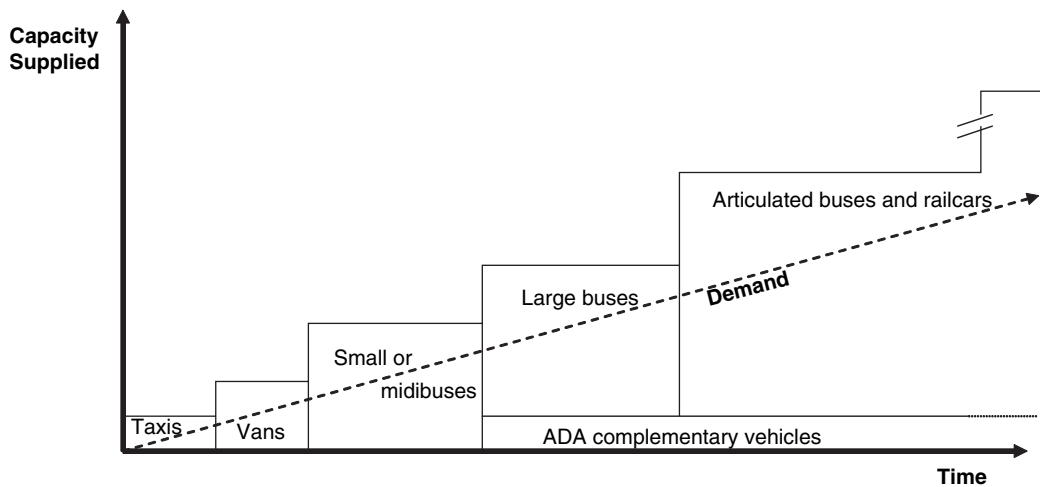 Capacity
Supplied
Articulated buses and railcars
Large buses
Demand
Small or
midibuses
Taxis
Vans
ADA complementary vehicles
Time